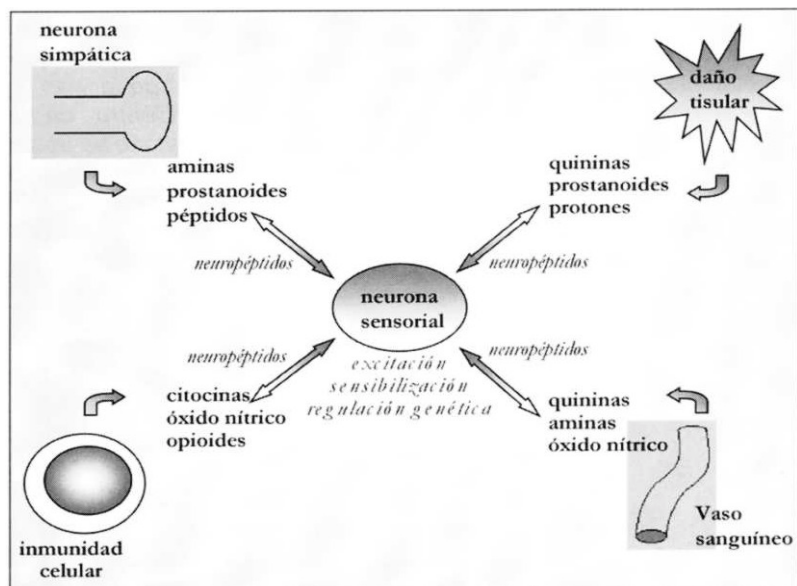 neurona
simpática
daño
tisular
aminas
prostanoides
péptidos
quininas
prostanoides
protones
neuropéptidos
neuropéptidos
neurona
sensorial
neuropéptidos
neuropéptidos
excitación
sensibilización
regulación genética
citocinas
óxido nítrico
opioides
quininas
aminas
óxido nítrico
inmunidad
celular
Vaso
sanguíneo